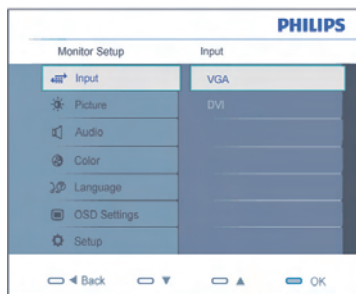 PHILIPS
Monitor Setup
Input
Input
VGA
Picture
DVI
Audio
Color
Language
OSD Settings
Setup
Back
OK